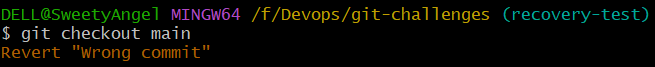 DELL@SweetyAngel MINGW64 /f/Devops/git-challenges (recovery-test)
$ git checkout main
Revert "Wrong commit"